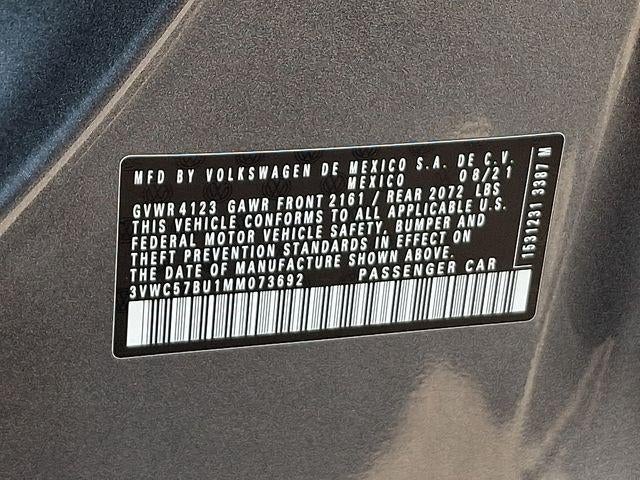 MFD BY VOLKSWAGEN DE MEXICO S.A. DE C.V.
MEXICO 08/21
GVWR 4123 GAWR FRONT 2161 / REAR 2072 LBS
THIS VEHICLE CONFORMS TO ALL APPLICABLE U.S.
FEDERAL MOTOR VEHICLE SAFETY, BUMPER AND
THEFT PREVENTION STANDARDS IN EFFECT ON
THE DATE OF MANUFACTURE SHOWN ABOVE.
3VWC57BU1MM073692 PASSENGER CAR
1531231 3387 M